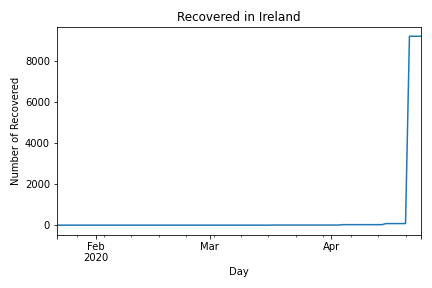 Recovered in Ireland
Number of Recovered
8000
6000
4000
2000
0
Feb
2020
Mar
Apr
Day